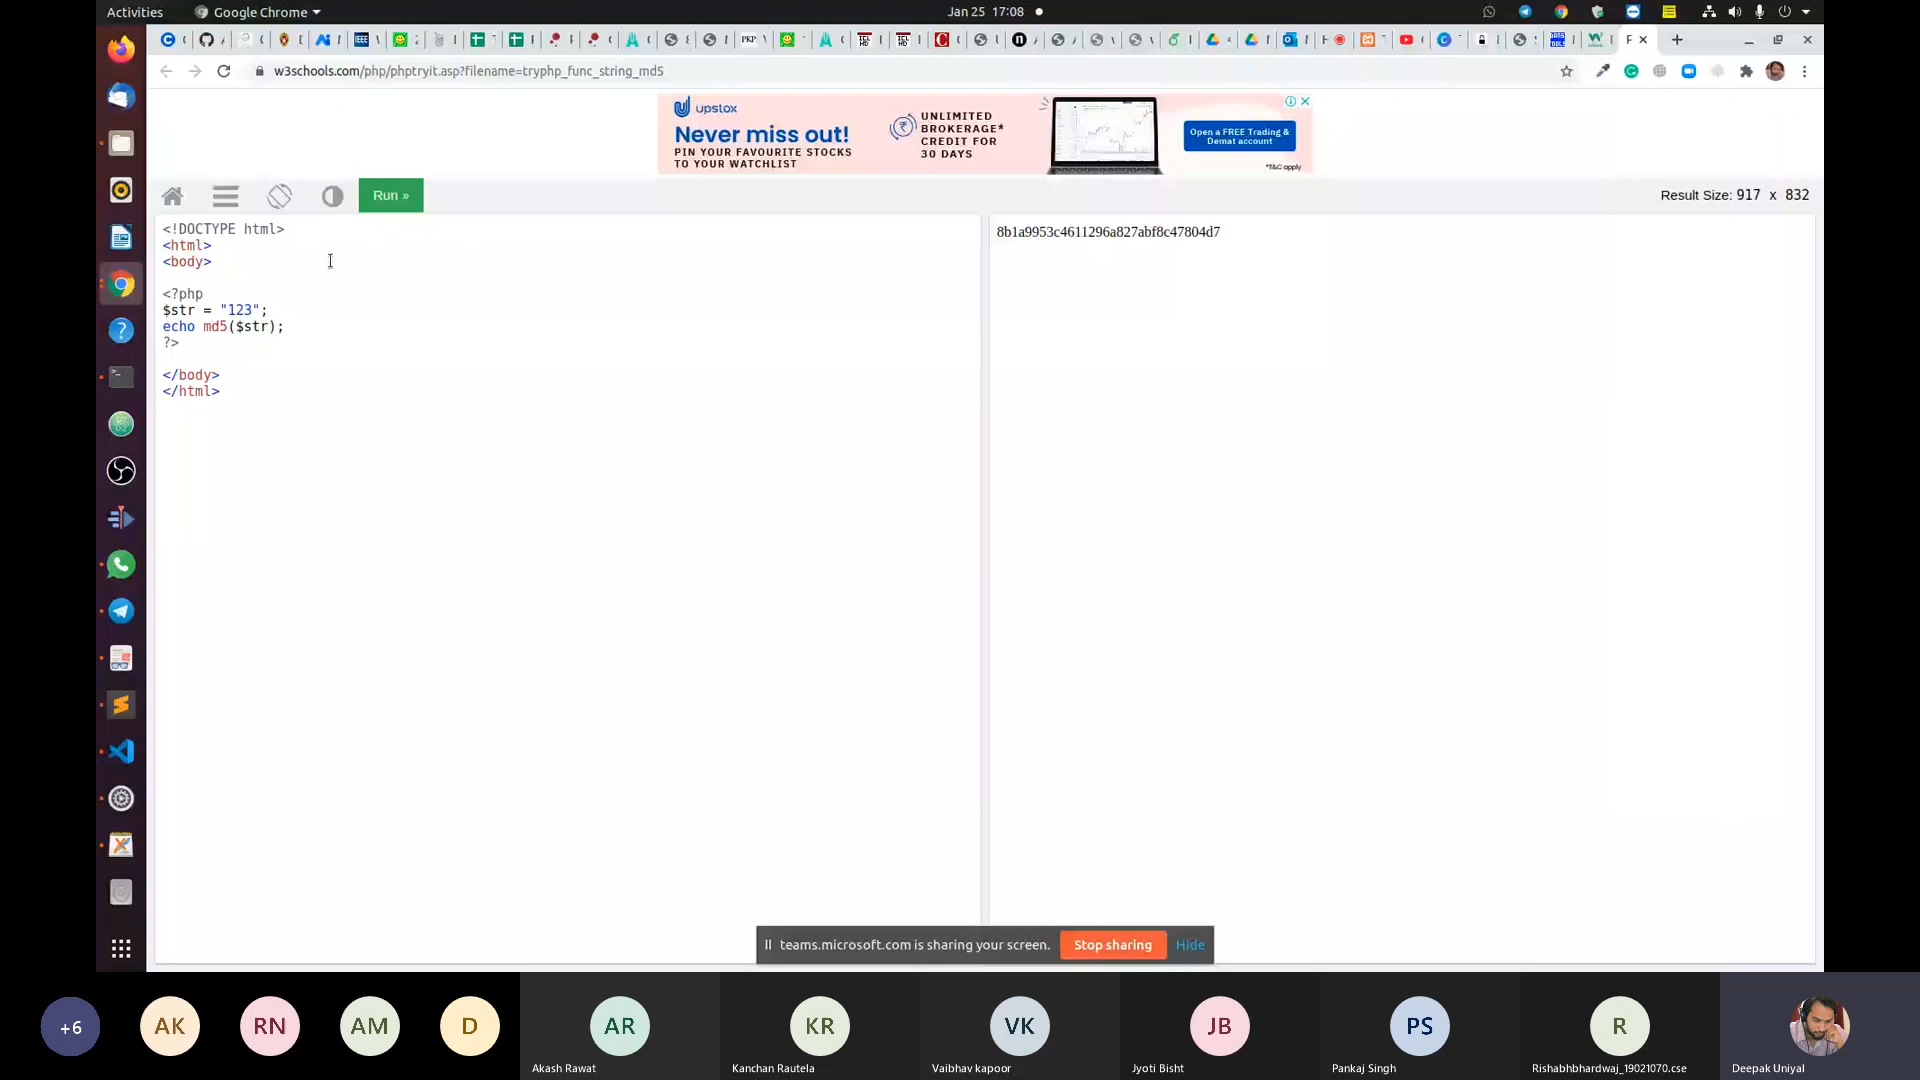 Activities
Google Chrome
Jan 25 17:08
w3schools.com/php/phptryit.asp?filename=tryphp_func_string_md5
upstox
Never miss out!
PIN YOUR FAVOURITE STOCKS
TO YOUR WATCHLIST
UNLIMITED
BROKERAGE*
CREDIT FOR
30 DAYS
Open a FREE Trading &
Demat account
*T&C apply
Run »
Result Size: 917 x 832
<!DOCTYPE html>
<html>
<body>
<?php
$str = "123";
echo md5($str);
?>
</body>
</html>
8b1a9953c4611296a827abf8c47804d7
teams.microsoft.com is sharing your screen.
Stop sharing
Hide
+6
AK
RN
AM
D
AR
KR
VK
JB
PS
R
Akash Rawat
Kanchan Rautela
Vaibhav kapoor
Jyoti Bisht
Pankaj Singh
Rishabhbhardwaj_19021070.cse
Deepak Uniyal